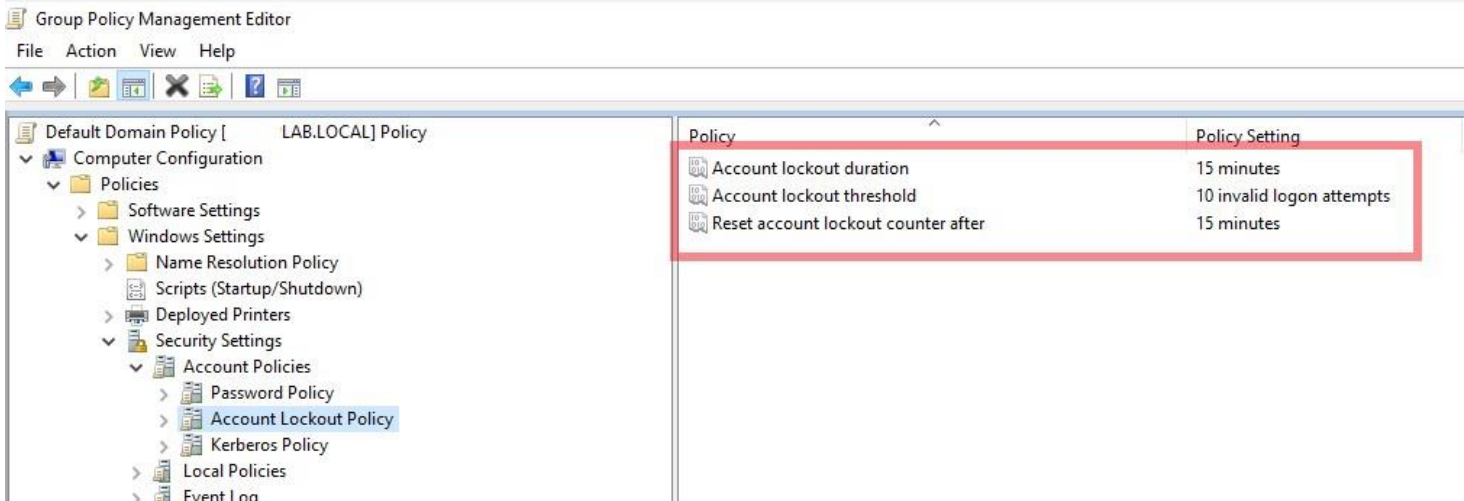 Group Policy Management Editor
File Action View Help
Default Domain Policy [ LAB.LOCAL] Policy
Computer Configuration
Policies
Software Settings
Windows Settings
Name Resolution Policy
Scripts (Startup/Shutdown)
Deployed Printers
Security Settings
Account Policies
Password Policy
Account Lockout Policy
Kerberos Policy
Local Policies
Event Log
Policy Policy Setting
Account lockout duration 15 minutes
Account lockout threshold 10 invalid logon attempts
Reset account lockout counter after 15 minutes